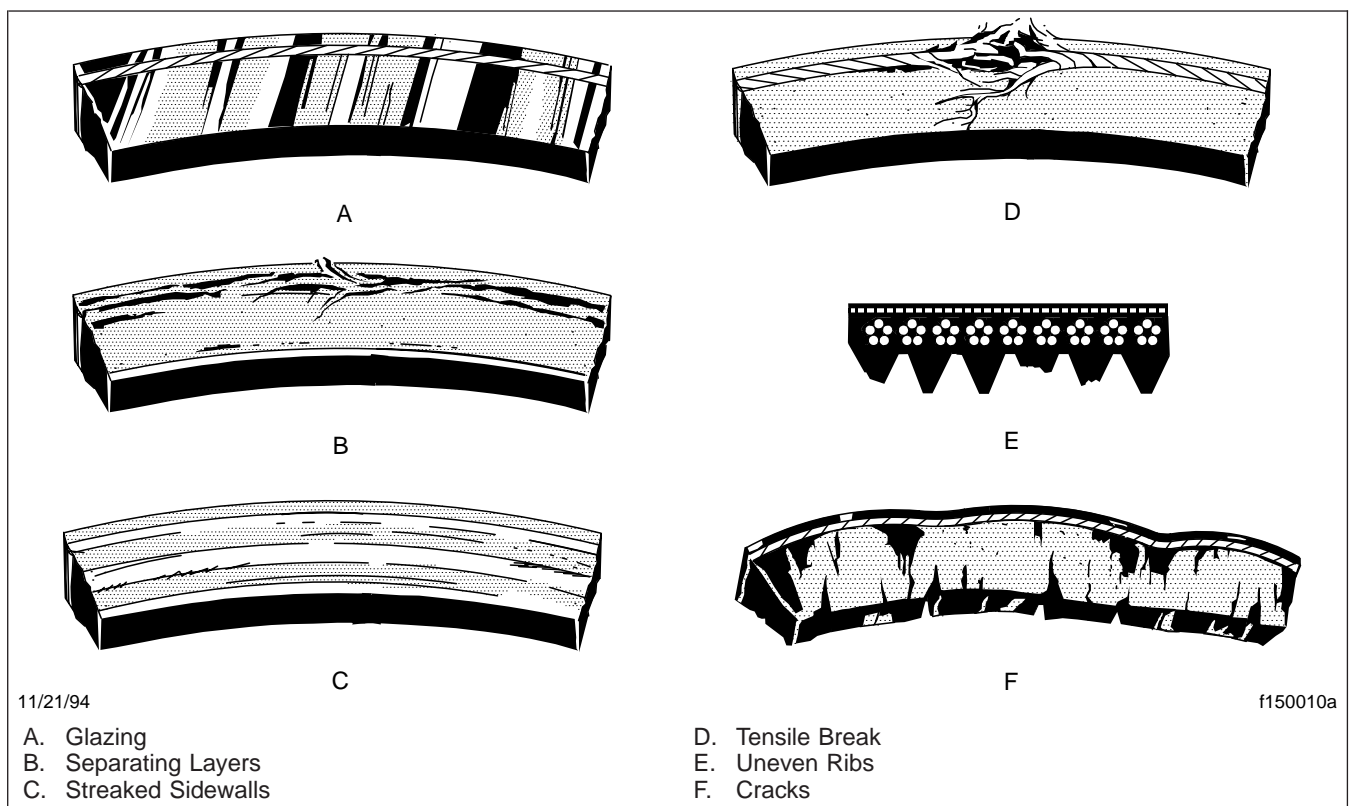 A
D
B
E
C
F
11/21/94
f150010a
A. Glazing
B. Separating Layers
C. Streaked Sidewalls
D. Tensile Break
E. Uneven Ribs
F. Cracks